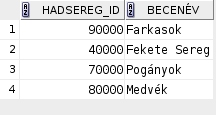 HADSEREG_ID BECENÉV
1 90000 Farkasok
2 40000 Fekete Sereg
3 70000 Pogányok
4 80000 Medvék